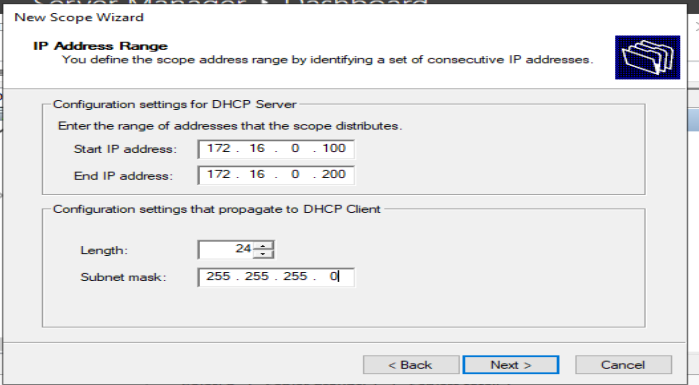 Server Manager Dashboard
New Scope Wizard
IP Address Range
You define the scope address range by identifying a set of consecutive IP addresses.
Configuration settings for DHCP Server
Enter the range of addresses that the scope distributes.
Start IP address: 172 . 16 . 0 . 100
End IP address: 172 . 16 . 0 . 200
Configuration settings that propagate to DHCP Client
Length: 24
Subnet mask: 255 . 255 . 255 . 0
< Back Next > Cancel